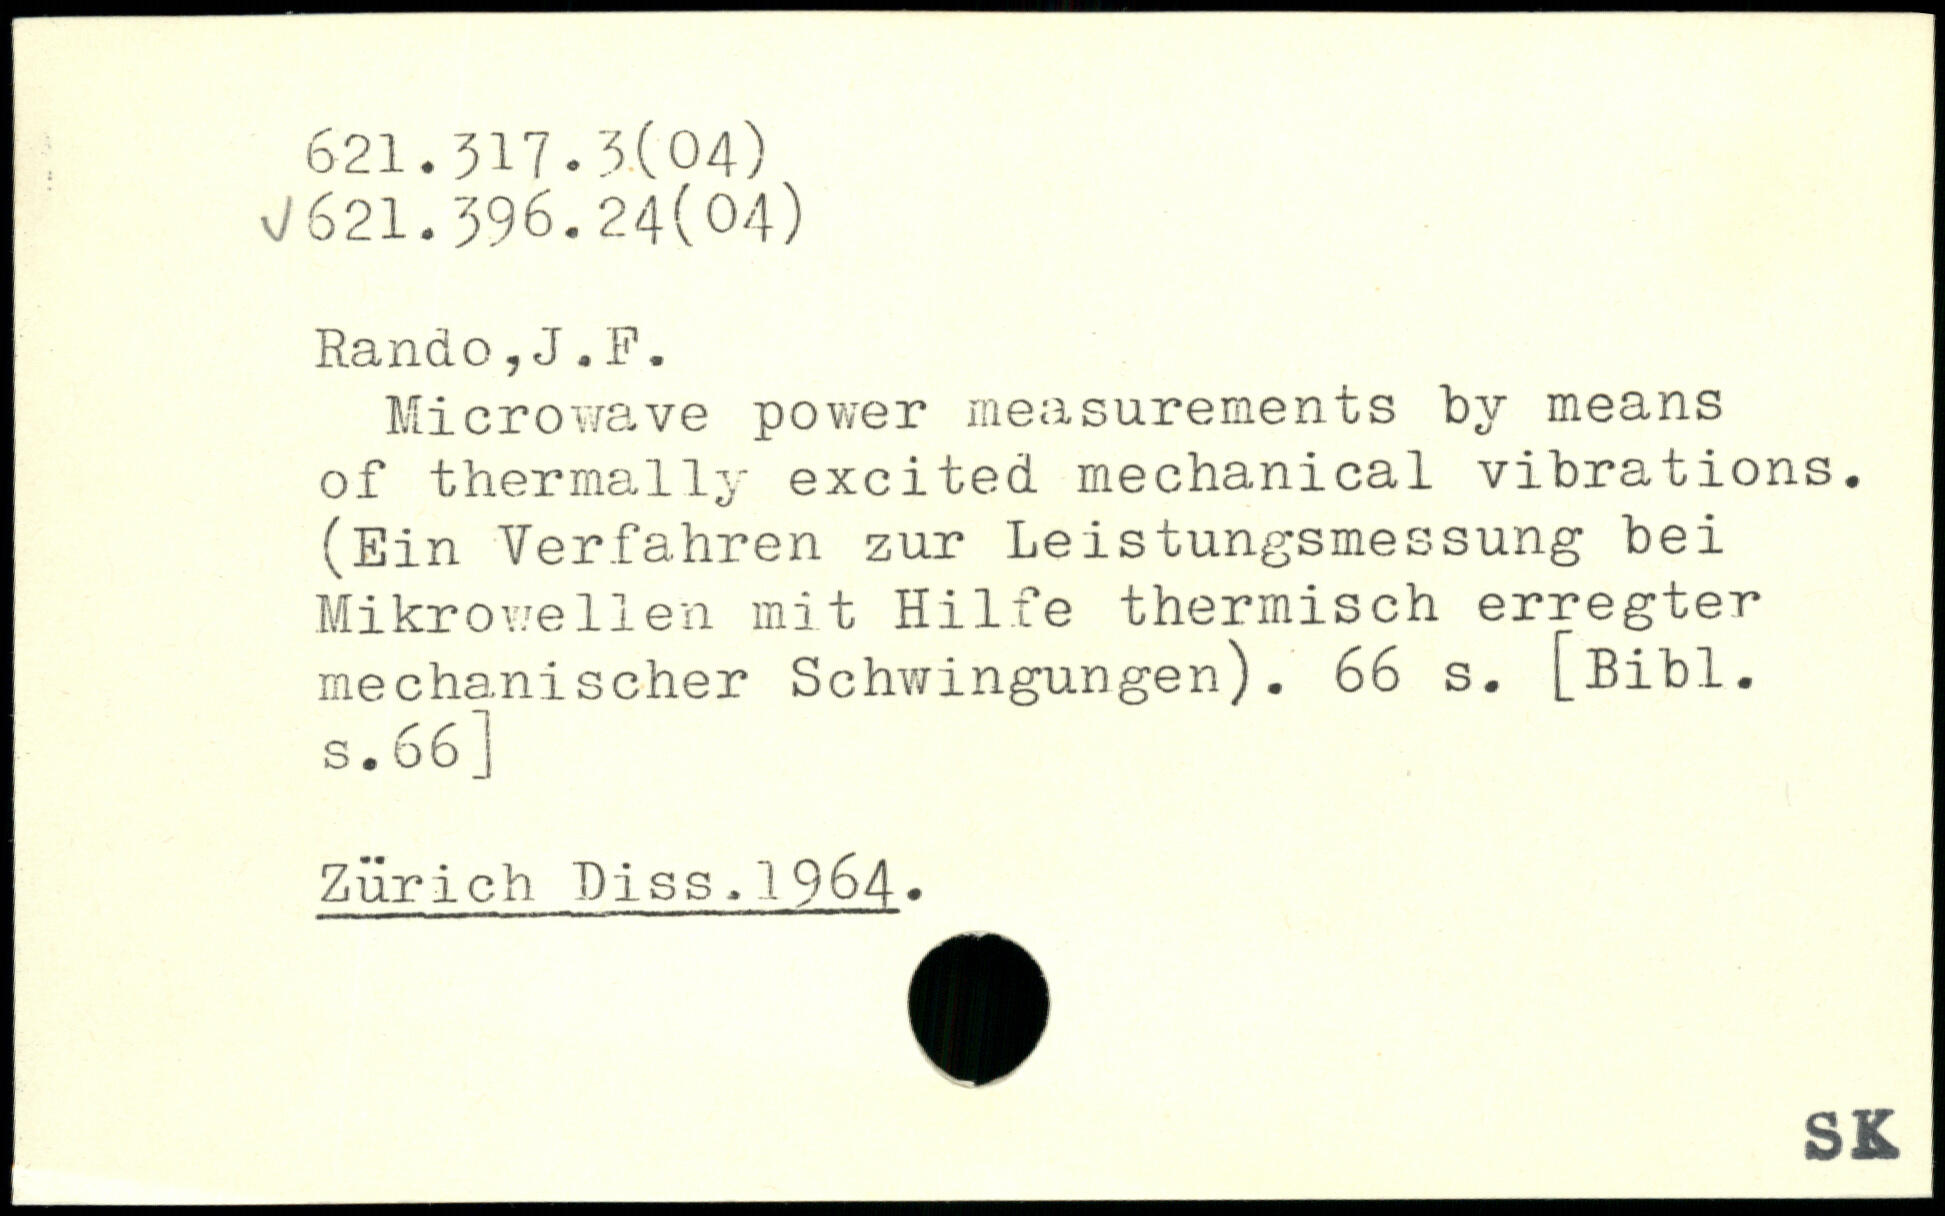 621.317.3(04)
√621.396.24(04)
Rando,J.F.
Microwave power measurements by means
of thermally excited mechanical vibrations.
(Ein Verfahren zur Leistungsmessung bei
Mikrowellen mit Hilfe thermisch erregter
mechanischer Schwingungen). 66 s. [Bibl.
s.66]
Zürich Diss.1964.
SK